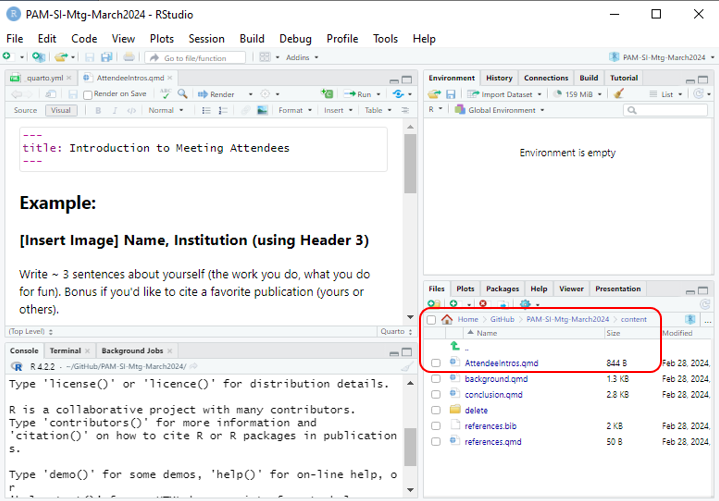 PAM-SI-Mtg-March2024 - RStudio
File Edit Code View Plots Session Build Debug Profile Tools Help
Go to file/function Addins PAM-SI-Mtg-March2024
quarto.yml AttendeeIntros.qmd
Render on Save Render Run
Source Visual B I </> Normal Format Insert Table
---
title: Introduction to Meeting Attendees
---
Example:
[Insert Image] Name, Institution (using Header 3)
Write ~ 3 sentences about yourself (the work you do, what you do
for fun). Bonus if you'd like to cite a favorite publication (yours or
others).
(Top Level) Quarto
Console Terminal Background Jobs
R 4.2.2 · ~/GitHub/PAM-SI-Mtg-March2024/
Type 'license()' or 'licence()' for distribution details.
R is a collaborative project with many contributors.
Type 'contributors()' for more information and
'citation()' on how to cite R or R packages in publication
s.
Type 'demo()' for some demos, 'help()' for on-line help, o
r
Environment History Connections Build Tutorial
Import Dataset 159 MiB List
R Global Environment
Environment is empty
Files Plots Packages Help Viewer Presentation
Home GitHub PAM-SI-Mtg-March2024 content
Name Size Modified
..
AttendeeIntros.qmd 844 B Feb 28, 2024,
background.qmd 1.3 KB Feb 28, 2024,
conclusion.qmd 2.8 KB Feb 28, 2024,
delete
references.bib 2 KB Feb 28, 2024,
references.qmd 50 B Feb 28, 2024,